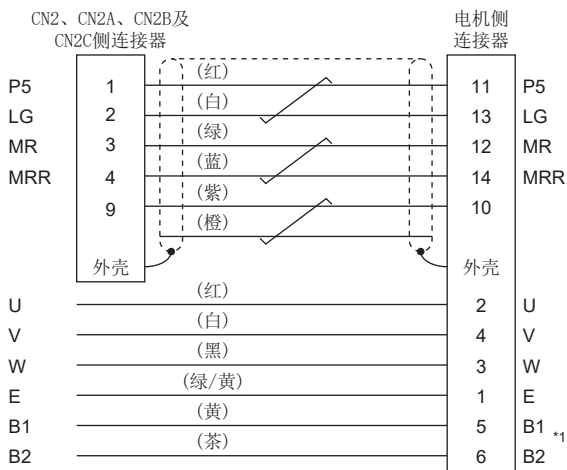 CN2、CN2A、CN2B及
CN2C侧连接器
电机侧
连接器
P5 1 (红) 11 P5
LG 2 (白) 13 LG
MR 3 (绿) 12 MR
MRR 4 (蓝) 14 MRR
9 (紫) 10
(橙)
外壳 外壳
U (红) 2 U
V (白) 4 V
W (黑) 3 W
E (绿/黄) 1 E
B1 (黄) 5 B1 *1
B2 (茶) 6 B2